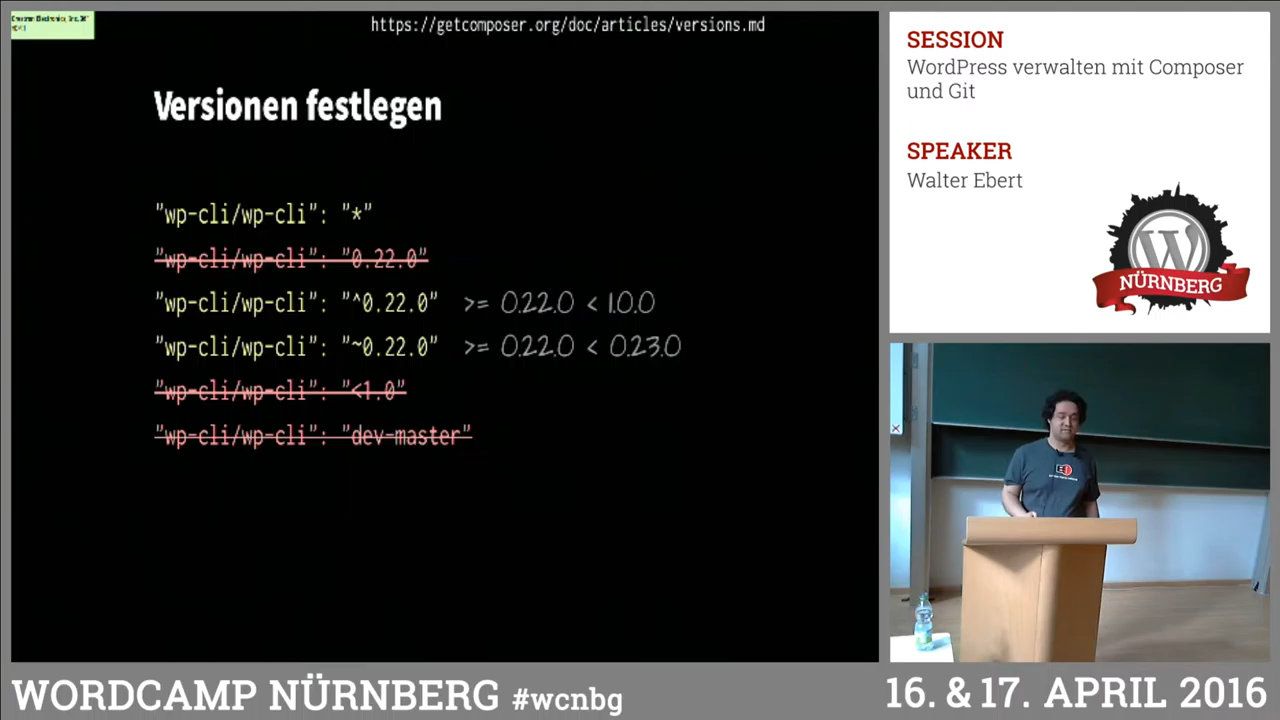 https://getcomposer.org/doc/articles/versions.md
Versionen festlegen
"wp-cli/wp-cli": "*"
"wp-cli/wp-cli": "0.22.0"
"wp-cli/wp-cli": "^0.22.0" >= 0.22.0 < 1.0.0
"wp-cli/wp-cli": "~0.22.0" >= 0.22.0 < 0.23.0
"wp-cli/wp-cli": "<1.0"
"wp-cli/wp-cli": "dev-master"
SESSION
WordPress verwalten mit Composer
und Git
SPEAKER
Walter Ebert
W
NÜRNBERG
WORDCAMP NÜRNBERG #wcnbg
16. & 17. APRIL 2016